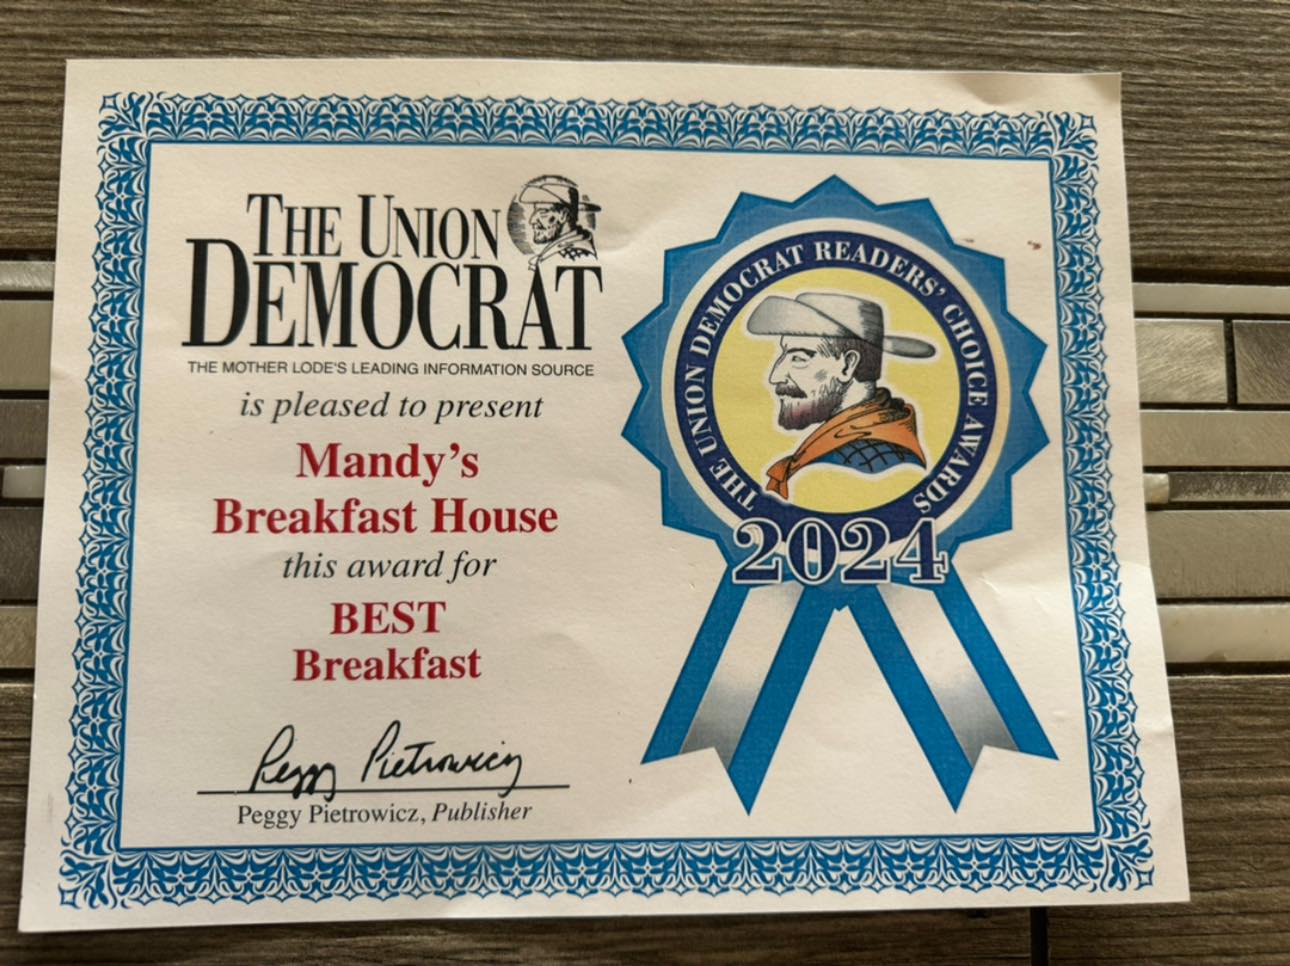 THE UNION
DEMOCRAT
THE MOTHER LODE'S LEADING INFORMATION SOURCE
is pleased to present
Mandy's
Breakfast House
this award for
BEST
Breakfast
Peggy Pietrowicz
Peggy Pietrowicz, Publisher
THE UNION DEMOCRAT READERS' CHOICE AWARDS
2024